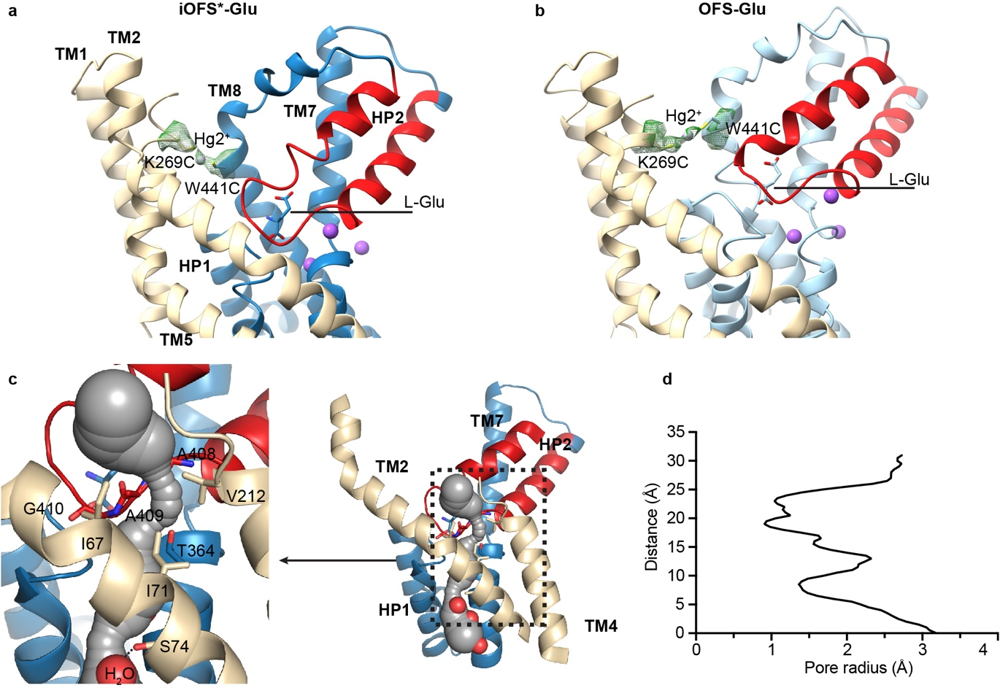 a
iOFS*-Glu
TM1
TM2
TM8
TM7
HP2
Hg2+
K269C
W441C
L-Glu
HP1
TM5
b
OFS-Glu
Hg2+
W441C
K269C
L-Glu
c
A408
V212
G410
A409
I67
T364
I71
S74
H2O
TM7
HP2
TM2
HP1
TM4
d
35
30
25
20
15
10
5
0
Distance (Å)
0 1 2 3 4
Pore radius (Å)